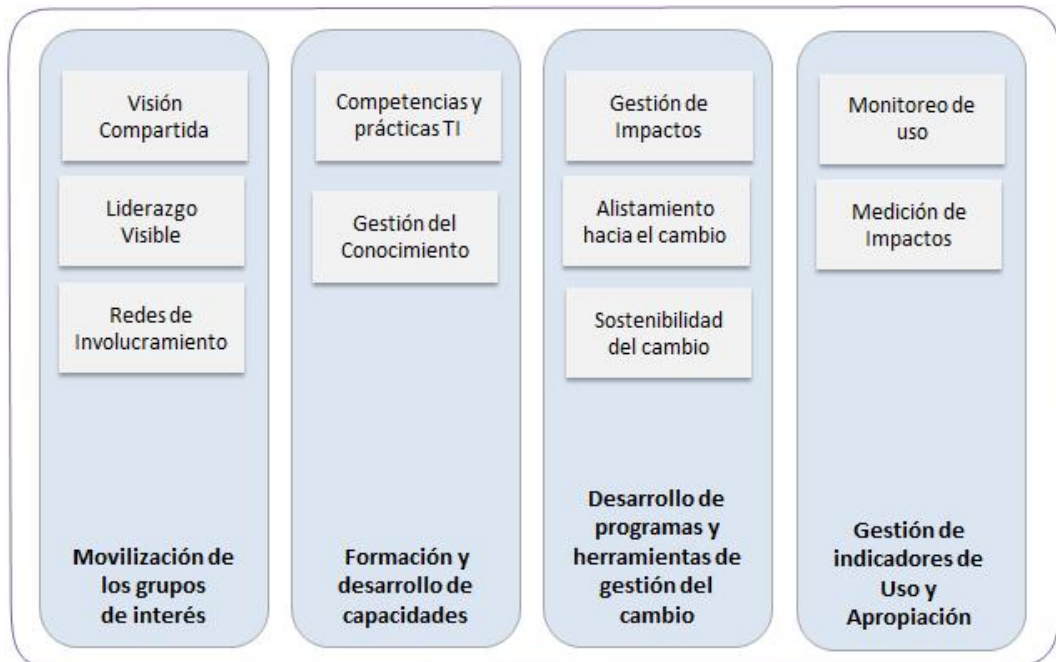 Visión
Compartida
Liderazgo
Visible
Redes de
Involucramiento
Movilización de
los grupos
de interés
Competencias y
prácticas TI
Gestión del
Conocimiento
Formación y
desarrollo de
capacidades
Gestión de
Impactos
Alistamiento
hacia el cambio
Sostenibilidad
del cambio
Desarrollo de
programas y
herramientas de
gestión del
cambio
Monitoreo de
uso
Medición de
Impactos
Gestión de
indicadores de
Uso y
Apropiación